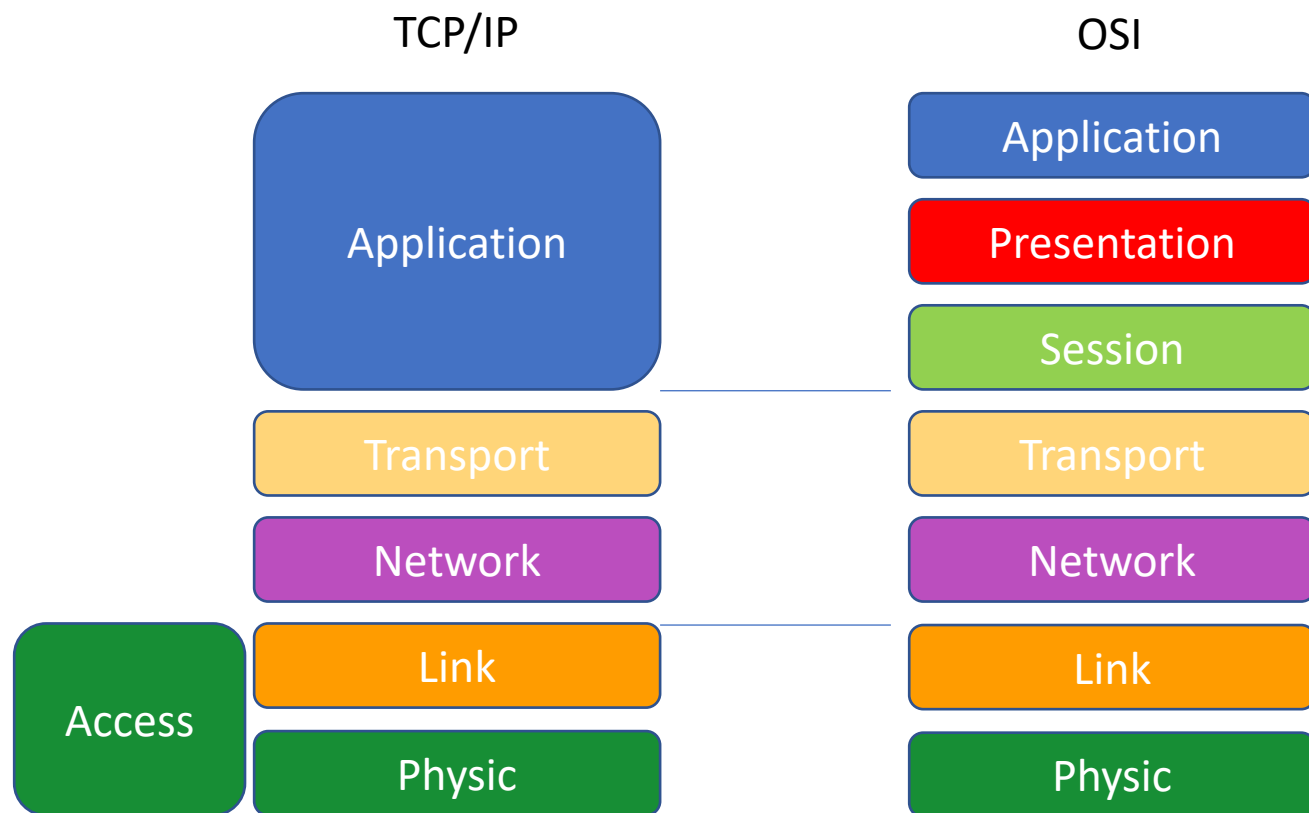 TCP/IP
Application
Transport
Network
Link
Physic
Access
OSI
Application
Presentation
Session
Transport
Network
Link
Physic